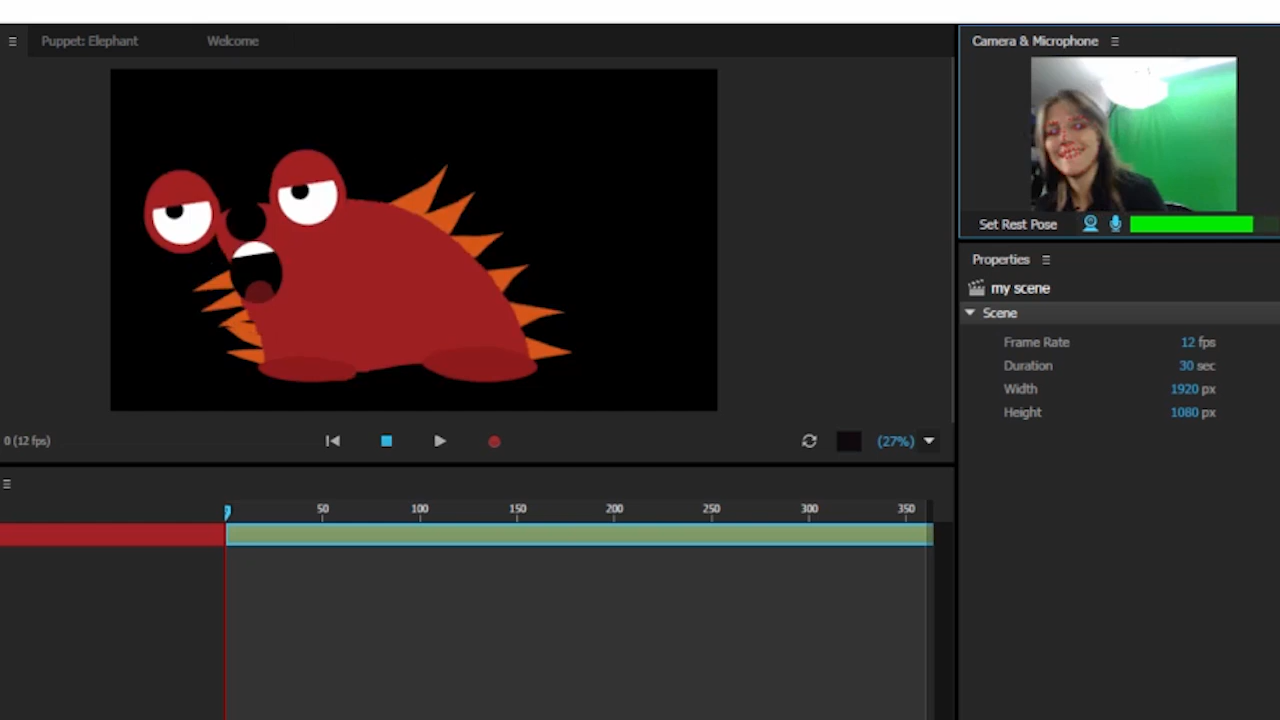 Puppet: Elephant
Welcome
Camera & Microphone
Set Rest Pose
Properties
my scene
Scene
Frame Rate 12 fps
Duration 30 sec
Width 1920 px
Height 1080 px
0 (12 fps)
(27%)
0 50 100 150 200 250 300 350